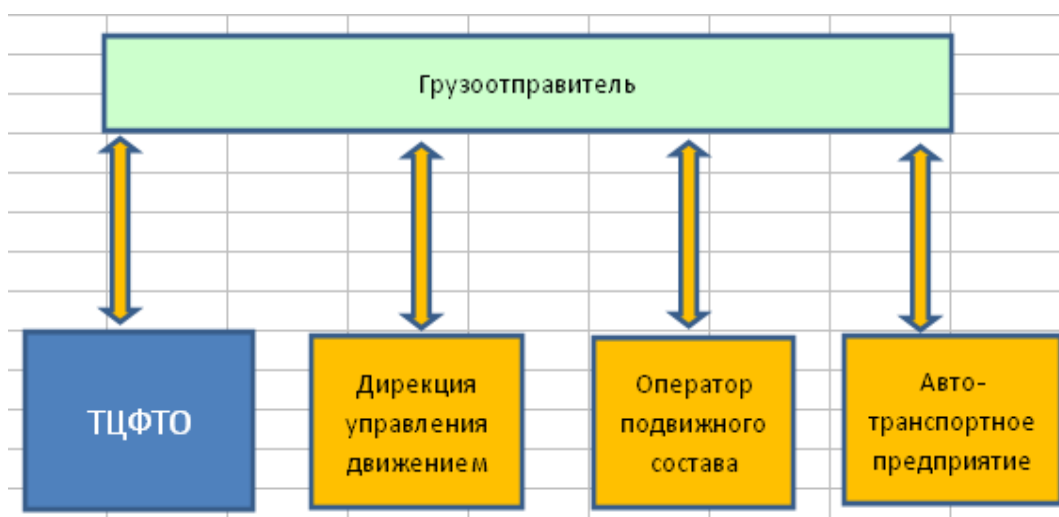 Грузоотправитель
ТЦФТО
Дирекция
управления
движением
Оператор
подвижного
состава
Авто-
транспортное
предприятие